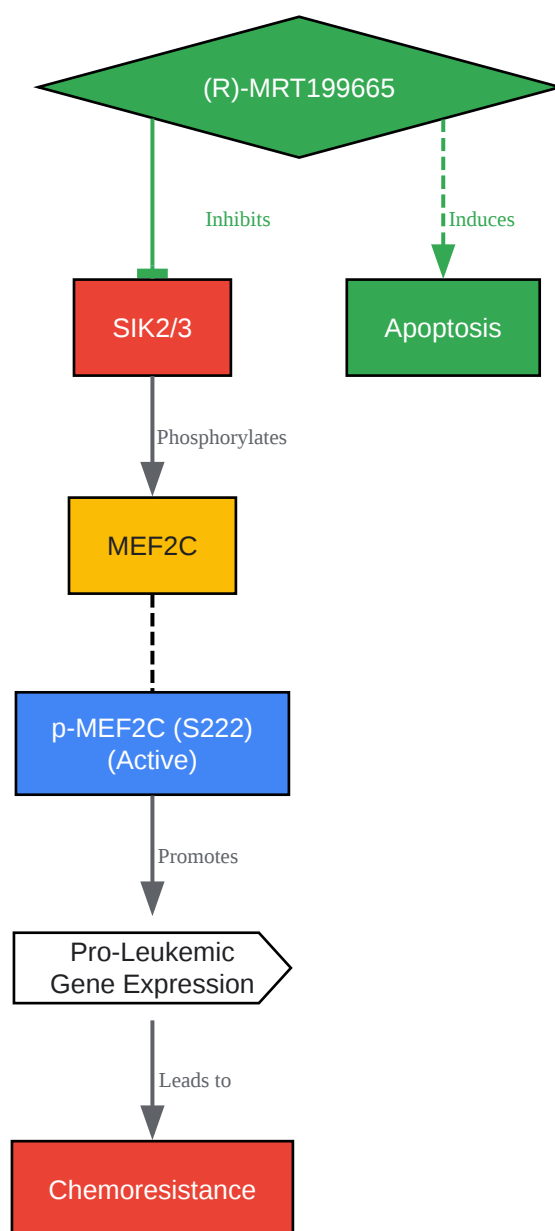 (R)-MRT199665
Inhibits
Induces
SIK2/3
Apoptosis
Phosphorylates
MEF2C
p-MEF2C (S222)
(Active)
Promotes
Pro-Leukemic
Gene Expression
Leads to
Chemoresistance